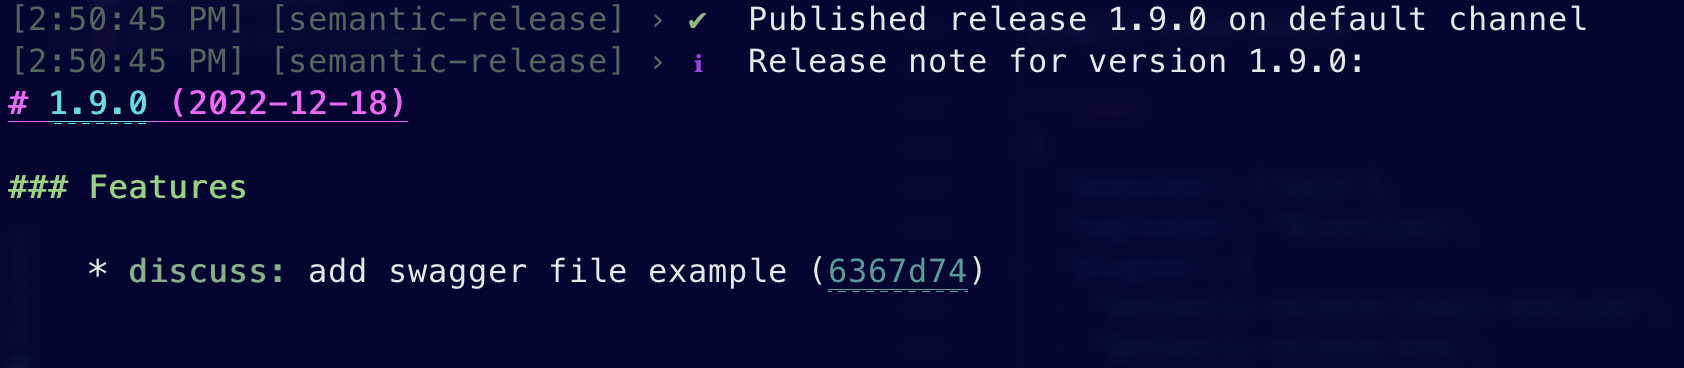 [2:50:45 PM] [semantic-release] › ✔ Published release 1.9.0 on default channel
[2:50:45 PM] [semantic-release] › ℹ Release note for version 1.9.0:
# 1.9.0 (2022-12-18)
### Features
* discuss: add swagger file example (6367d74)